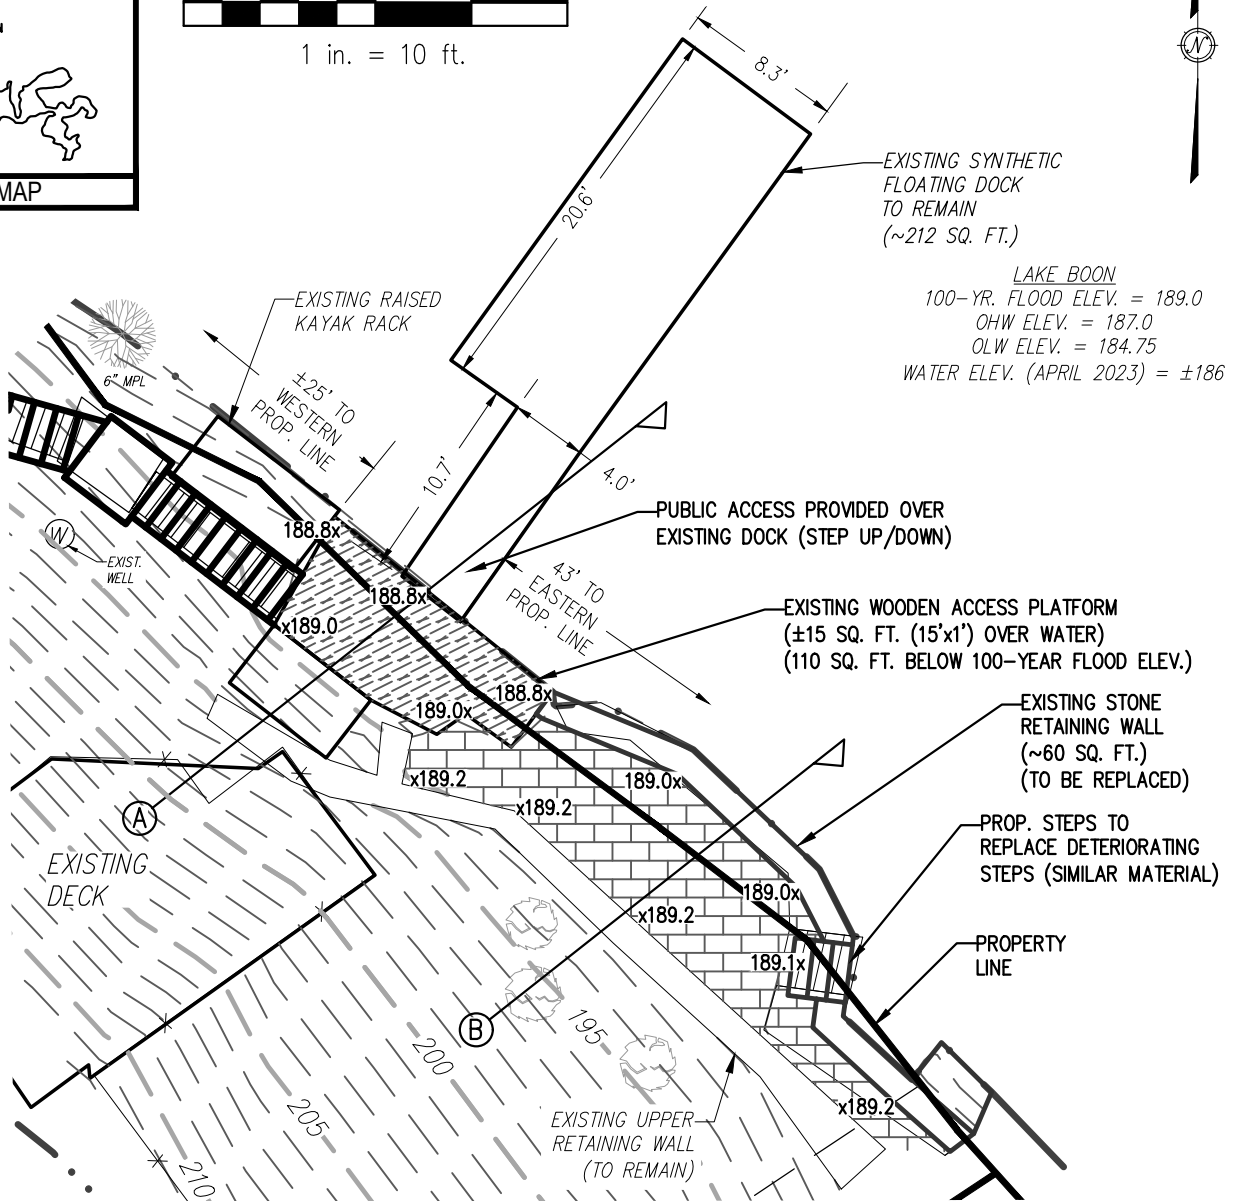 MAP
1 in. = 10 ft.
N
8.3'
20.6'
EXISTING SYNTHETIC
FLOATING DOCK
TO REMAIN
(~212 SQ. FT.)
LAKE BOON
100-YR. FLOOD ELEV. = 189.0
OHW ELEV. = 187.0
OLW ELEV. = 184.75
WATER ELEV. (APRIL 2023) = ±186
EXISTING RAISED
KAYAK RACK
6" MPL
±25' TO
WESTERN
PROP. LINE
10.7'
4.0'
PUBLIC ACCESS PROVIDED OVER
EXISTING DOCK (STEP UP/DOWN)
W
EXIST.
WELL
188.8x
188.8x
x189.0
43' TO
EASTERN
PROP. LINE
EXISTING WOODEN ACCESS PLATFORM
(±15 SQ. FT. (15'x1') OVER WATER)
(110 SQ. FT. BELOW 100-YEAR FLOOD ELEV.)
188.8x
189.0x
EXISTING STONE
RETAINING WALL
(~60 SQ. FT.)
(TO BE REPLACED)
x189.2
189.0x
x189.2
A
PROP. STEPS TO
REPLACE DETERIORATING
STEPS (SIMILAR MATERIAL)
EXISTING
DECK
189.0x
x189.2
189.1x
PROPERTY
LINE
B
195
200
205
210
x189.2
EXISTING UPPER
RETAINING WALL
(TO REMAIN)